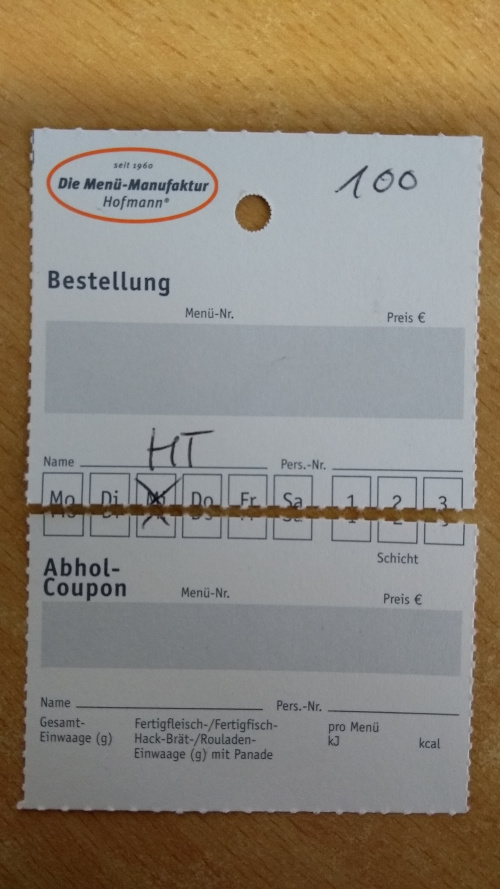 seit 1960
Die Menü-Manufaktur
Hofmann®
100
Bestellung
Menü-Nr. Preis €
HT
Name Pers.-Nr.
Mo Di Do Fr Sa 1 2 3
Schicht
Abhol-
Coupon
Menü-Nr. Preis €
Name Pers.-Nr.
Gesamt-
Einwaage (g)
Fertigfleisch-/Fertigfisch-
Hack-Brät-/Rouladen-
Einwaage (g) mit Panade
pro Menü
kJ kcal